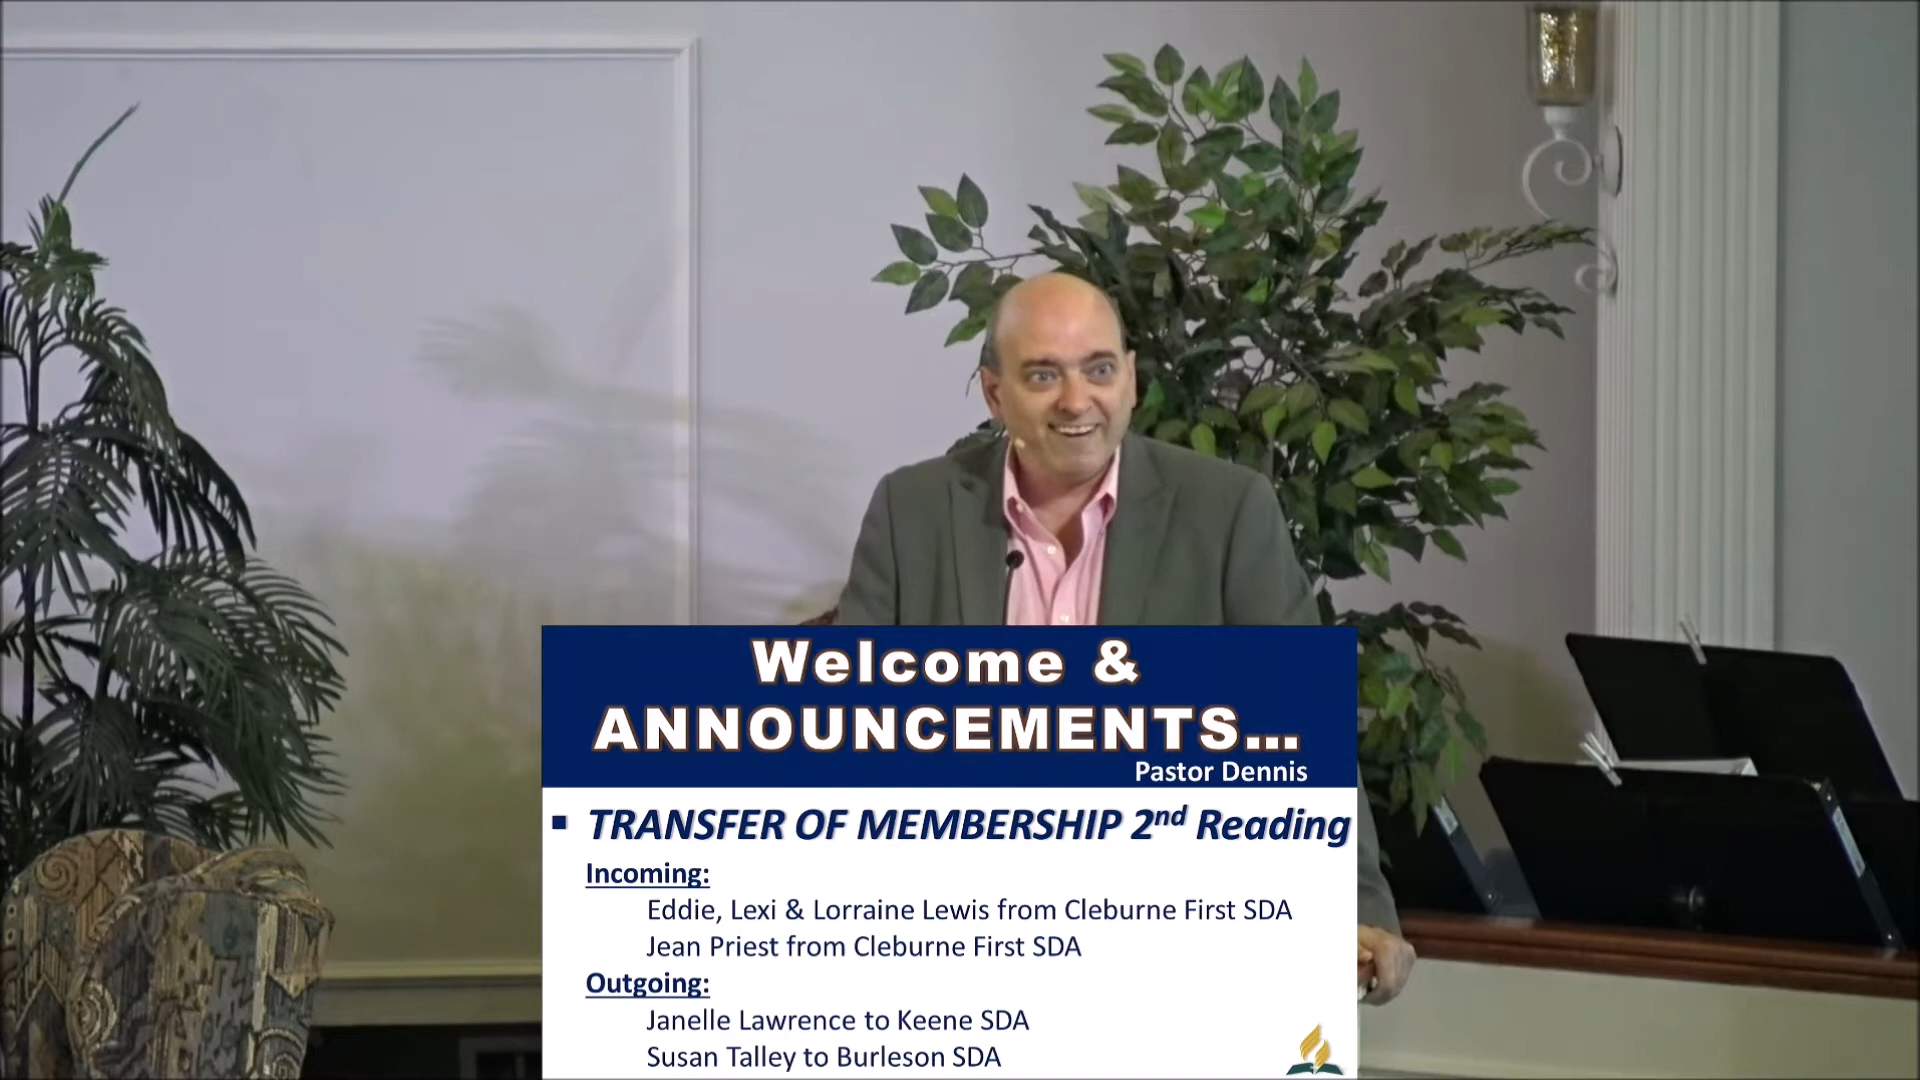 Welcome &
ANNOUNCEMENTS...
Pastor Dennis
▪ TRANSFER OF MEMBERSHIP 2nd Reading
Incoming:
Eddie, Lexi & Lorraine Lewis from Cleburne First SDA
Jean Priest from Cleburne First SDA
Outgoing:
Janelle Lawrence to Keene SDA
Susan Talley to Burleson SDA